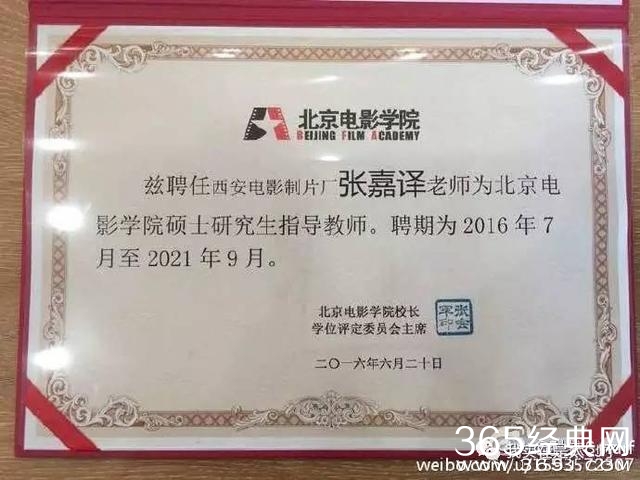 北京电影学院
BEIJING FILM ACADEMY
兹聘任西安电影制片厂张嘉译老师为北京电
影学院硕士研究生指导教师。聘期为2016年7
月至2021年9月。
北京电影学院校长
学位评定委员会主席
二〇一六年六月二十日
365经典网